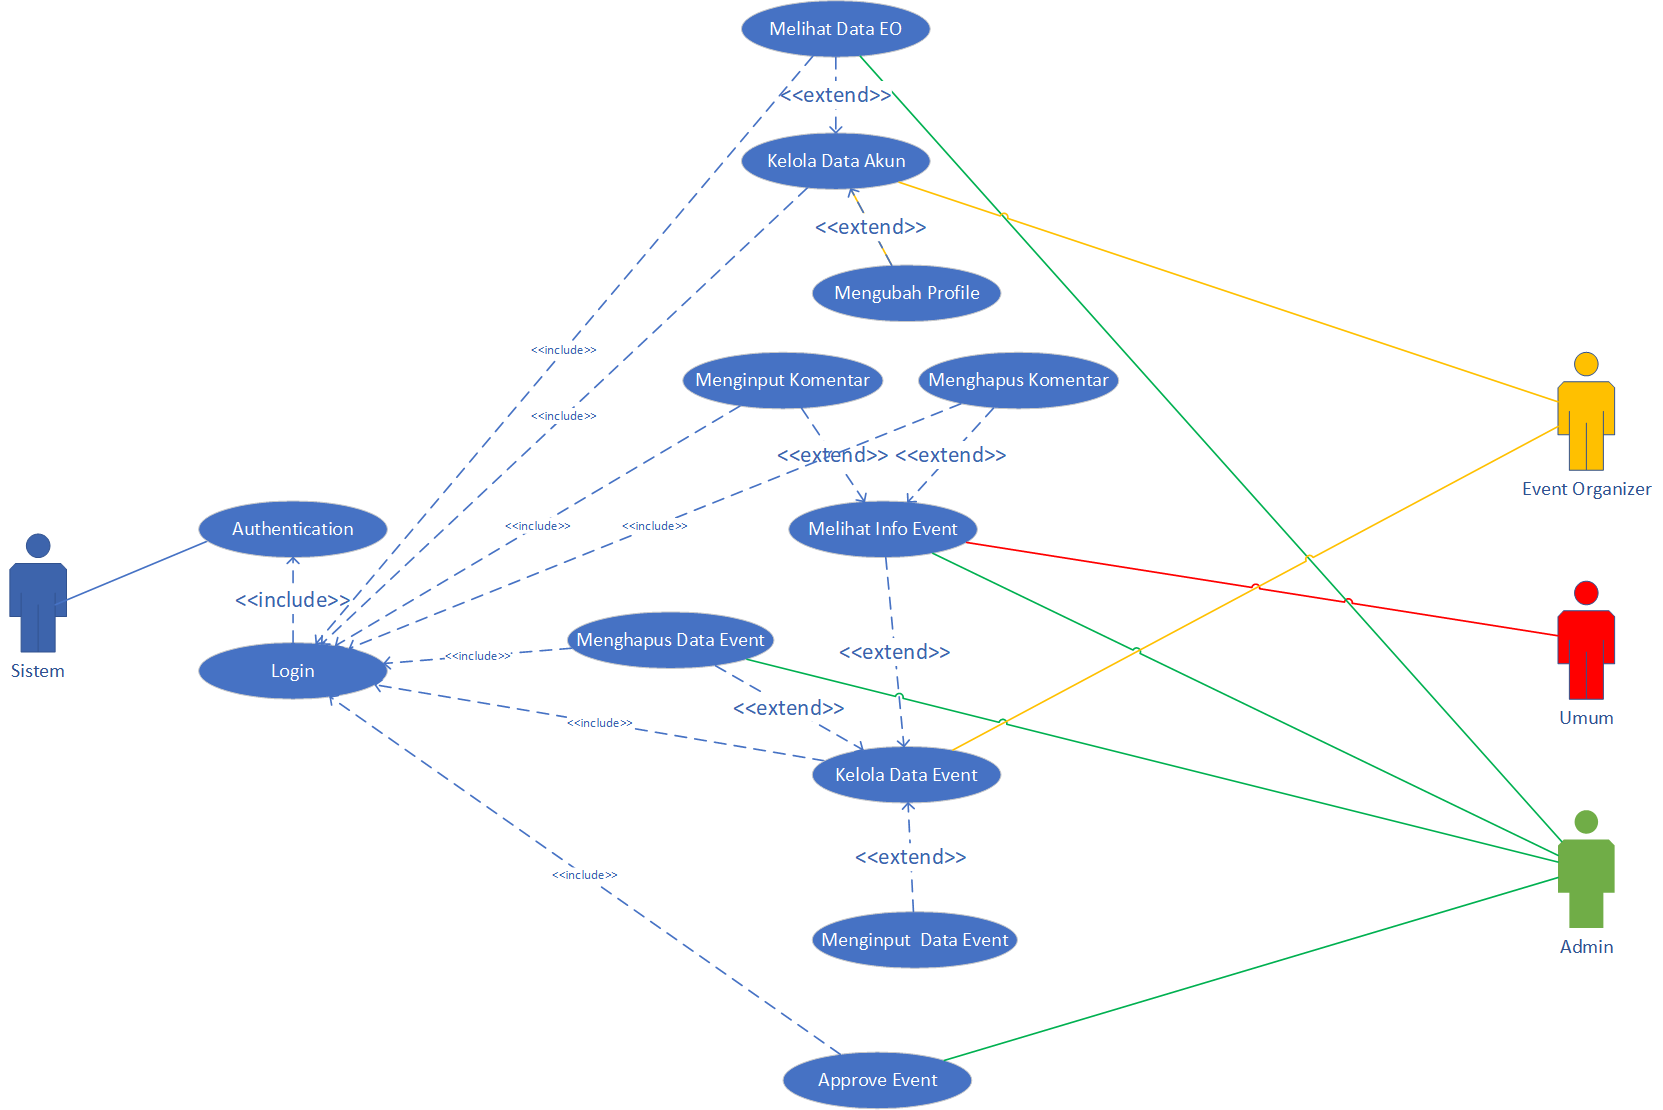 Melihat Data EO
<<extend>>
Kelola Data Akun
<<extend>>
Mengubah Profile
<<include>>
Menginput Komentar
Menghapus Komentar
<<include>>
<<extend>>
<<extend>>
Event Organizer
Authentication
<<include>>
<<include>>
Melihat Info Event
<<include>>
Menghapus Data Event
<<extend>>
<<include>>
Sistem
Login
<<extend>>
<<include>>
Umum
Kelola Data Event
<<extend>>
<<include>>
Menginput  Data Event
Admin
Approve Event